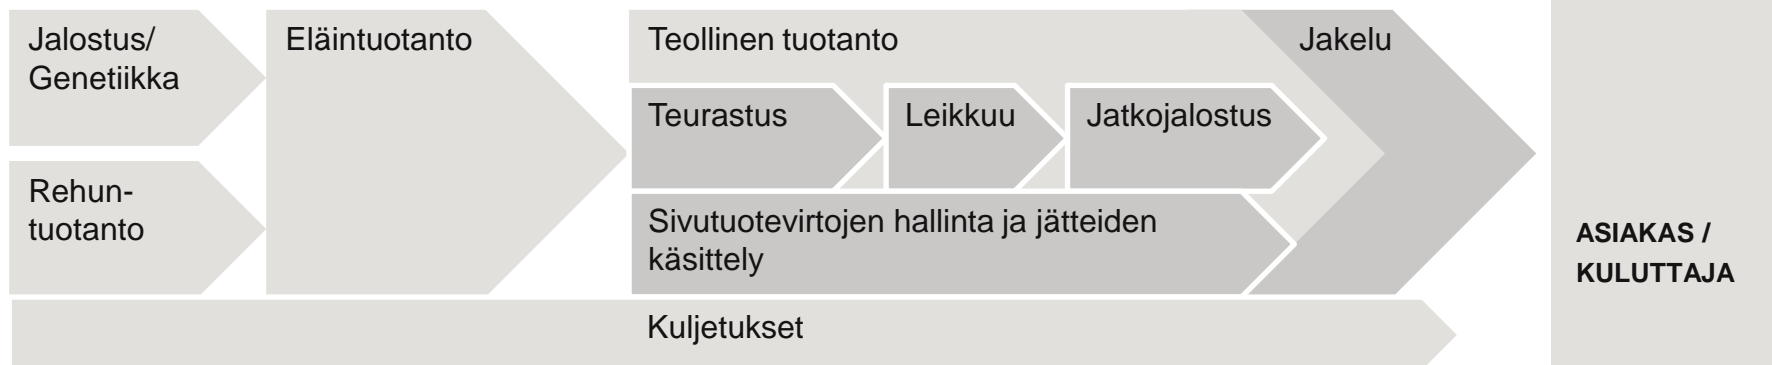 Jalostus/
Genetiikka
Rehun-
tuotanto
Eläintuotanto
Teollinen tuotanto
Teurastus
Leikkuu
Jatkojalostus
Sivutuotevirtojen hallinta ja jätteiden
käsittely
Jakelu
Kuljetukset
ASIAKAS /
KULUTTAJA